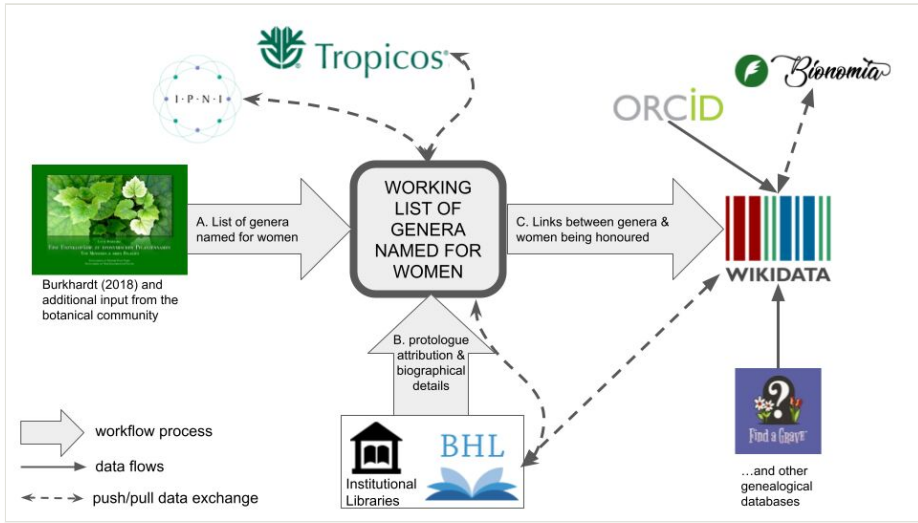 Tropicos
I·P·N·I
Bionomia
ORCiD
WORKING
LIST OF
GENERA
NAMED FOR
WOMEN
A. List of genera
named for women
C. Links between genera &
women being honoured
WIKIDATA
Burkhardt (2018) and
additional input from the
botanical community
B. protologue
attribution &
biographical
details
workflow process
data flows
push/pull data exchange
Institutional
Libraries
BHL
?
Find a Grave
...and other
genealogical
databases